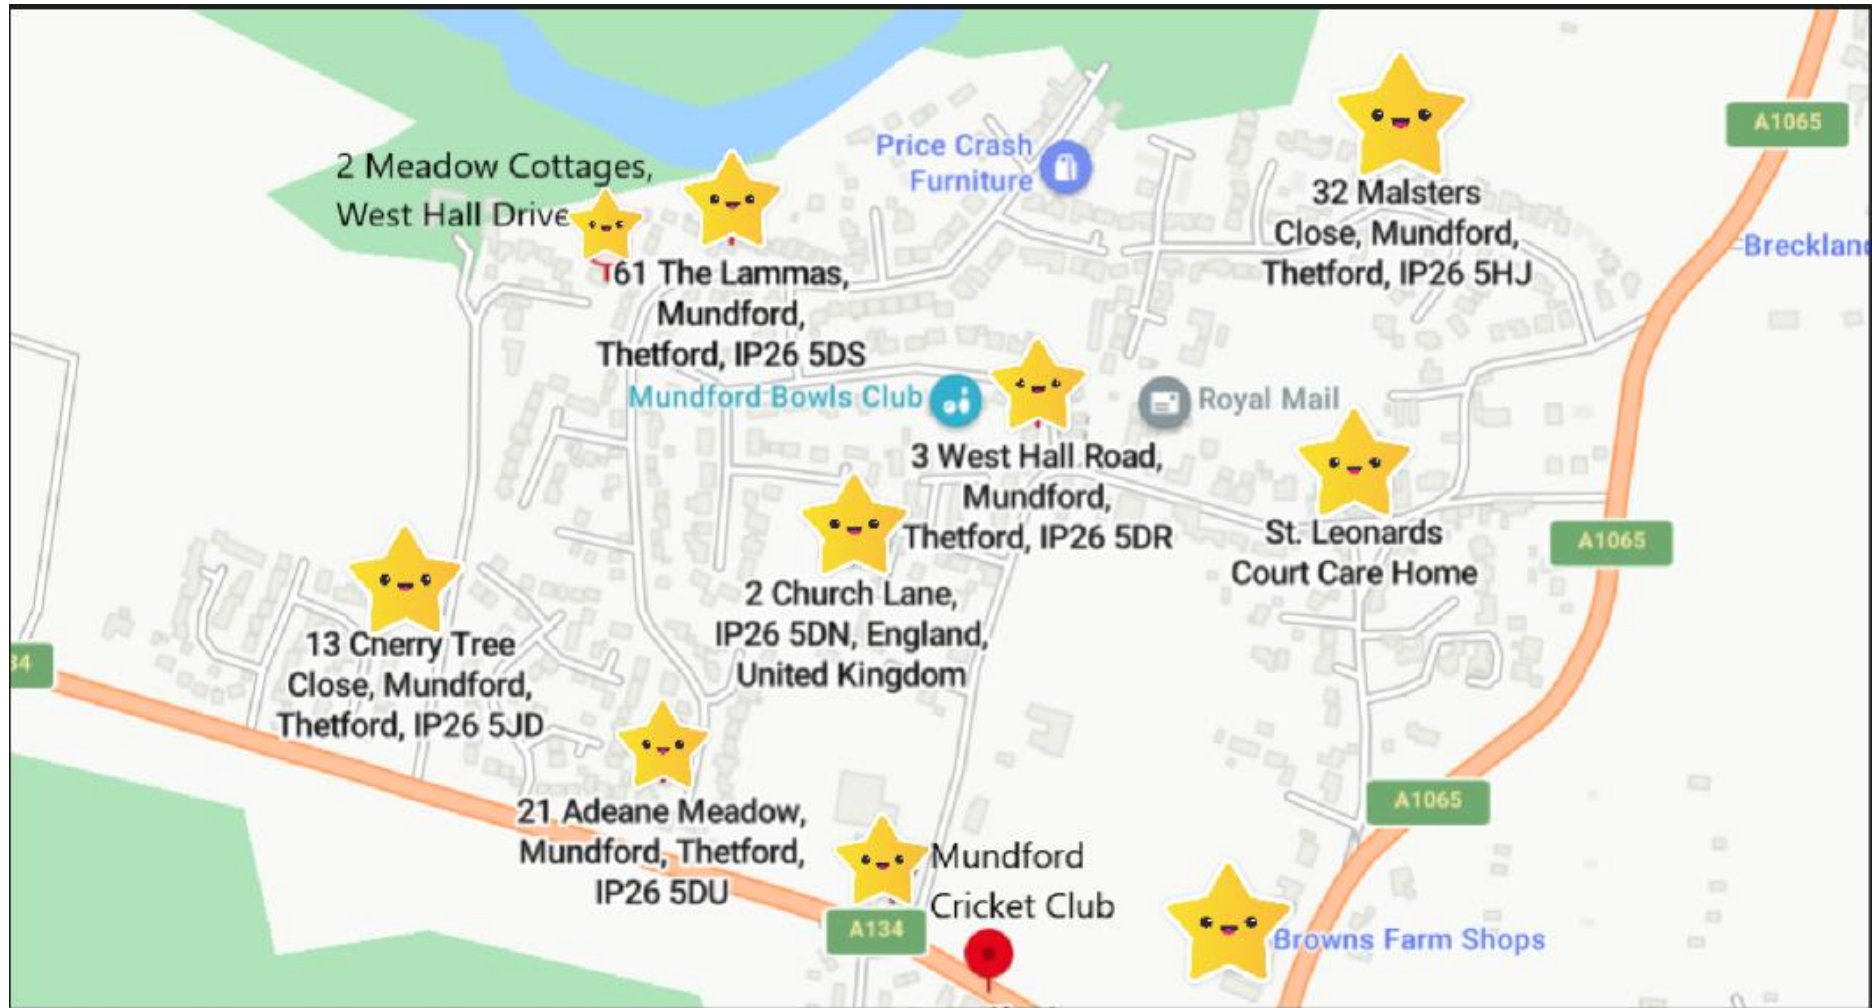 A1065
Price Crash
Furniture
2 Meadow Cottages,
West Hall Drive
32 Malsters
Close, Mundford,
Thetford, IP26 5HJ
Brecklan
61 The Lammas,
Mundford,
Thetford, IP26 5DS
Mundford Bowls Club
Royal Mail
3 West Hall Road,
Mundford,
Thetford, IP26 5DR
St. Leonards
Court Care Home
A1065
2 Church Lane,
IP26 5DN, England,
United Kingdom
13 Cherry Tree
Close, Mundford,
Thetford, IP26 5JD
34
21 Adeane Meadow,
Mundford, Thetford,
IP26 5DU
A1065
Mundford
Cricket Club
A134
Browns Farm Shops